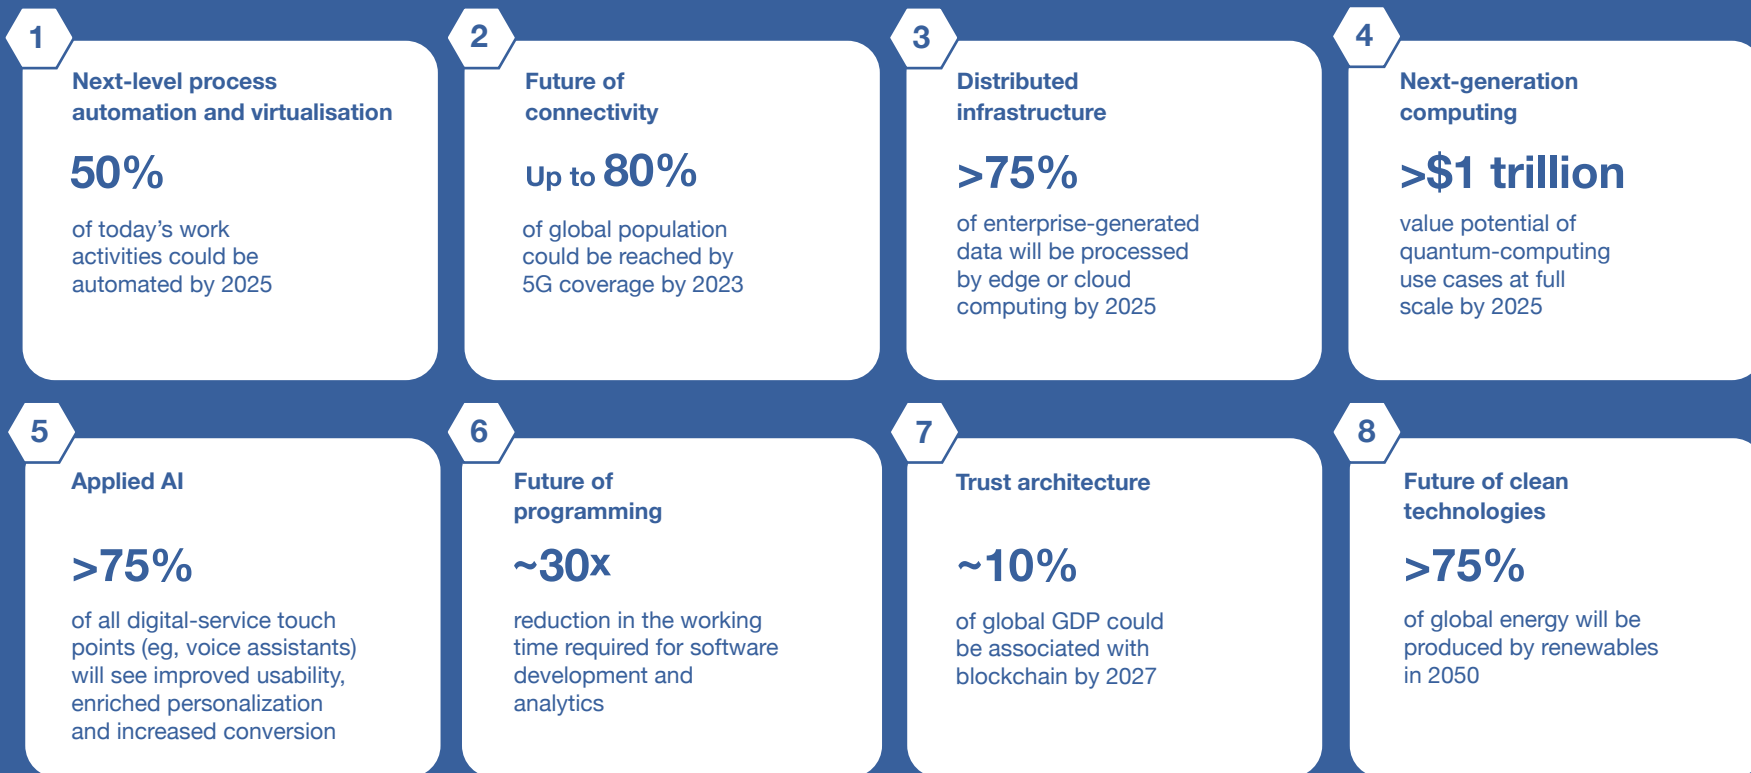 1
Next-level process
automation and virtualisation
50%
of today's work
activities could be
automated by 2025
2
Future of
connectivity
Up to 80%
of global population
could be reached by
5G coverage by 2023
3
Distributed
infrastructure
>75%
of enterprise-generated
data will be processed
by edge or cloud
computing by 2025
4
Next-generation
computing
>$1 trillion
value potential of
quantum-computing
use cases at full
scale by 2025
5
Applied AI
>75%
of all digital-service touch
points (eg, voice assistants)
will see improved usability,
enriched personalization
and increased conversion
6
Future of
programming
~30x
reduction in the working
time required for software
development and
analytics
7
Trust architecture
~10%
of global GDP could
be associated with
blockchain by 2027
8
Future of clean
technologies
>75%
of global energy will be
produced by renewables
in 2050